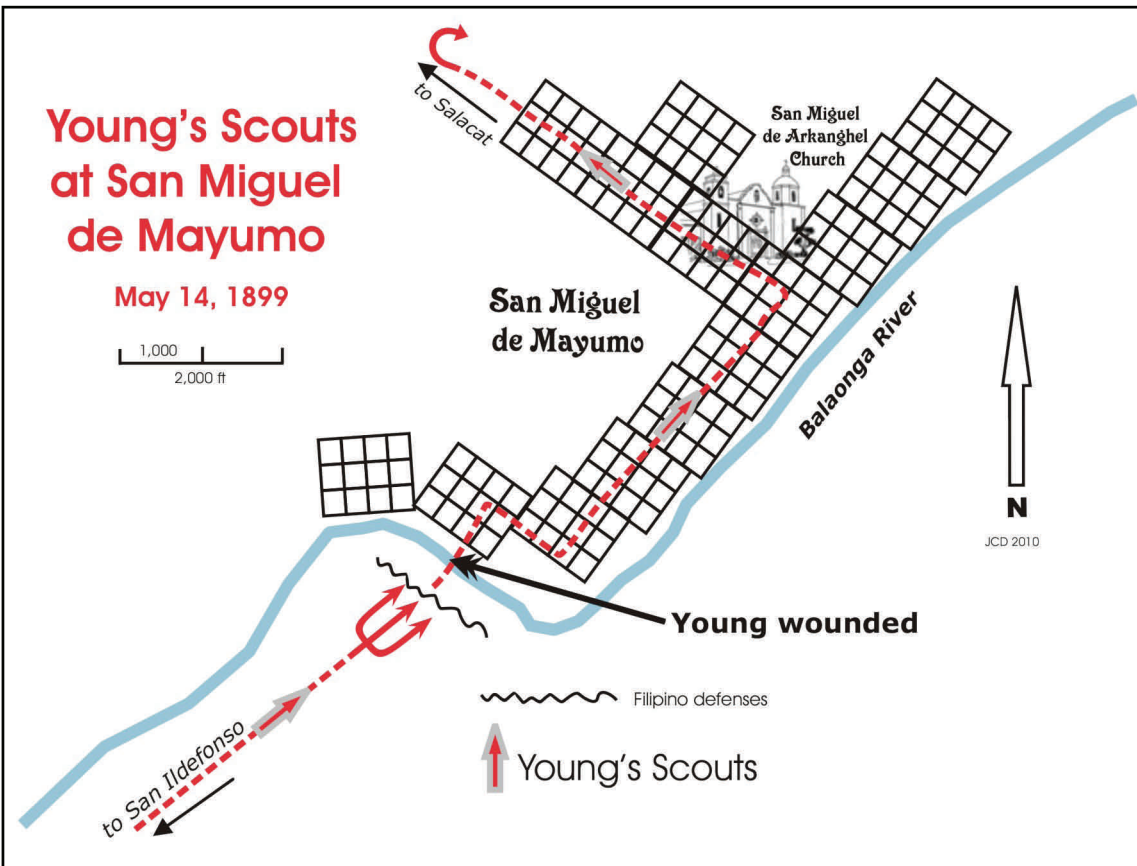 Young's Scouts
at San Miguel
de Mayumo
May 14, 1899
1,000
2,000 ft
to Salacat
San Miguel
de Arkanghel
Church
San Miguel
de Mayumo
Balaonga River
N
JCD 2010
Young wounded
Filipino defenses
Young's Scouts
to San Ildefonso